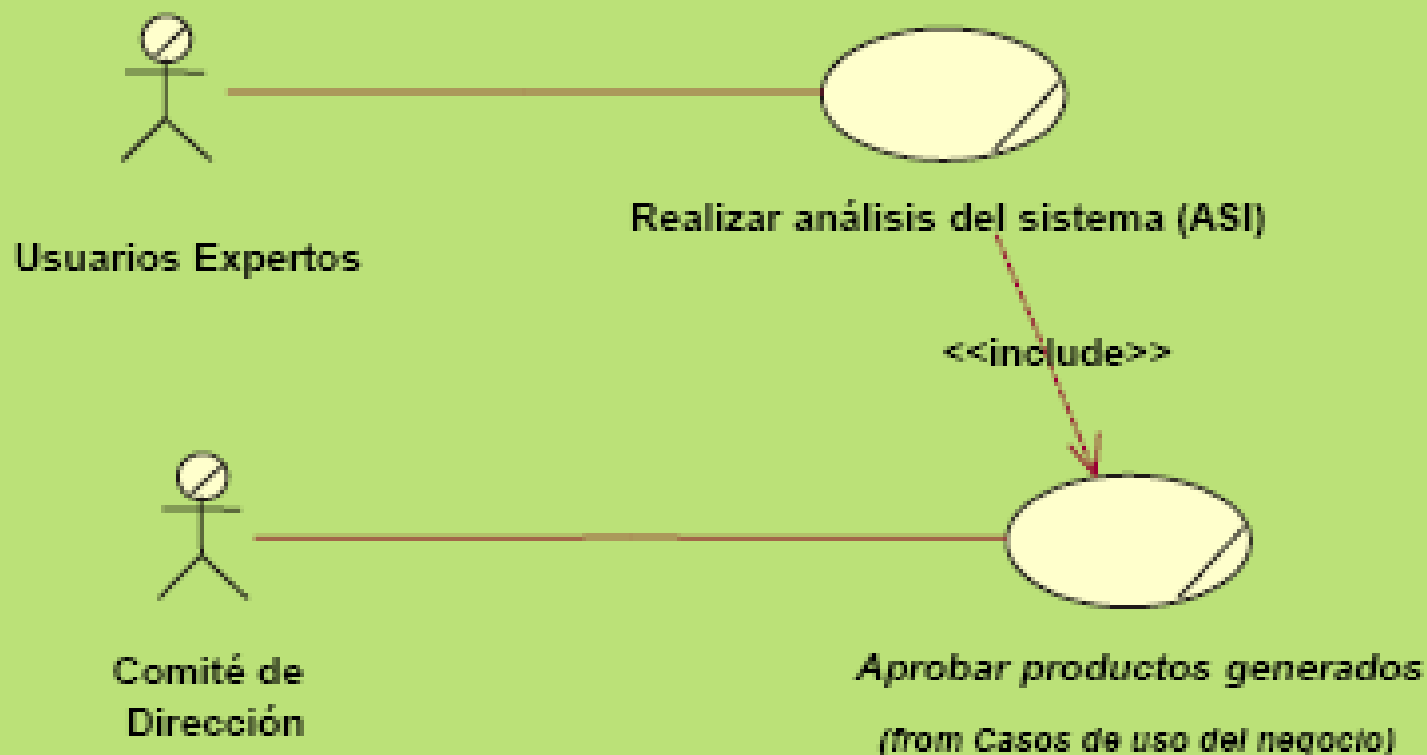 Realizar análisis del sistema (ASI)
Usuarios Expertos
<<include>>
Comité de
Dirección
Aprobar productos generados
(from Casos de uso del negocio)